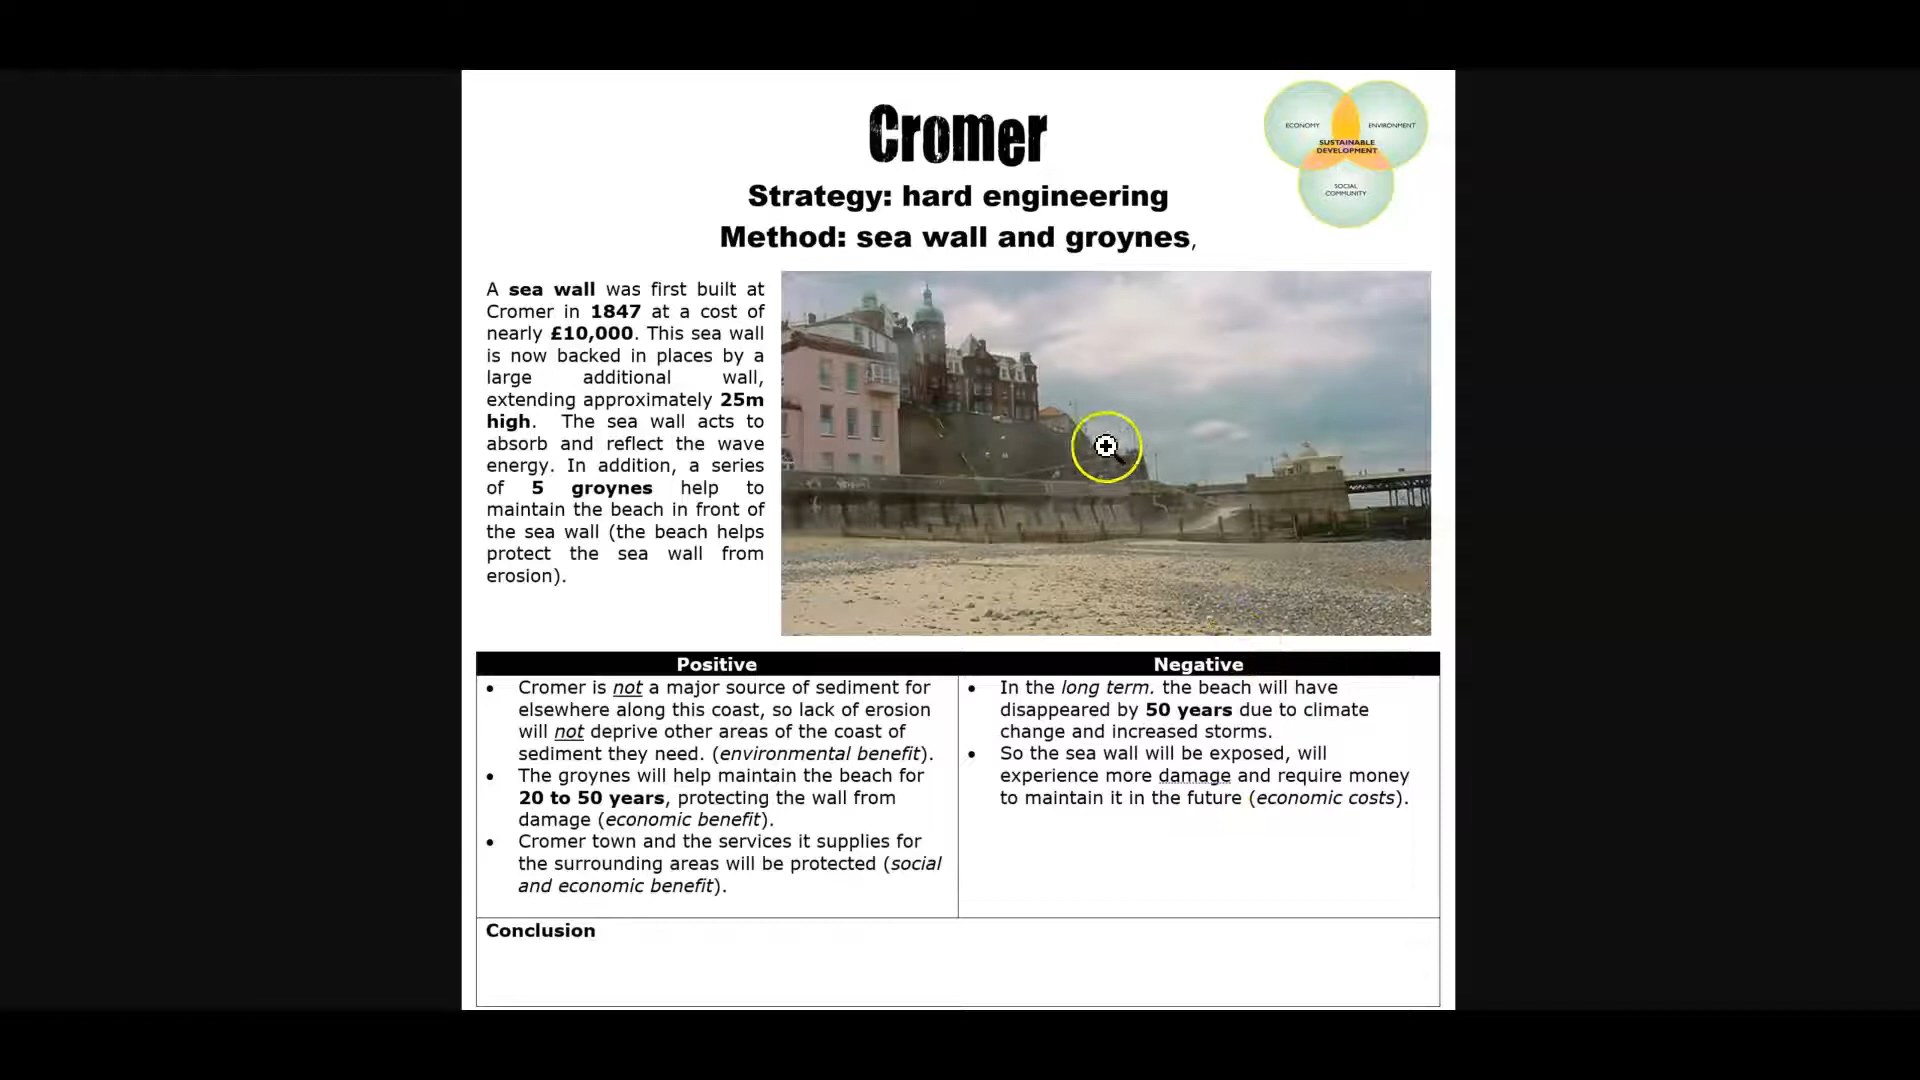 Cromer
ECONOMY
ENVIRONMENT
SUSTAINABLE
DEVELOPMENT
SOCIAL
COMMUNITY
Strategy: hard engineering
Method: sea wall and groynes,
A sea wall was first built at
Cromer in 1847 at a cost of
nearly £10,000. This sea wall
is now backed in places by a
large additional wall,
extending approximately 25m
high. The sea wall acts to
absorb and reflect the wave
energy. In addition, a series
of 5 groynes help to
maintain the beach in front of
the sea wall (the beach helps
protect the sea wall from
erosion).
Positive
• Cromer is not a major source of sediment for
elsewhere along this coast, so lack of erosion
will not deprive other areas of the coast of
sediment they need. (environmental benefit).
• The groynes will help maintain the beach for
20 to 50 years, protecting the wall from
damage (economic benefit).
• Cromer town and the services it supplies for
the surrounding areas will be protected (social
and economic benefit).
Negative
• In the long term. the beach will have
disappeared by 50 years due to climate
change and increased storms.
• So the sea wall will be exposed, will
experience more damage and require money
to maintain it in the future (economic costs).
Conclusion